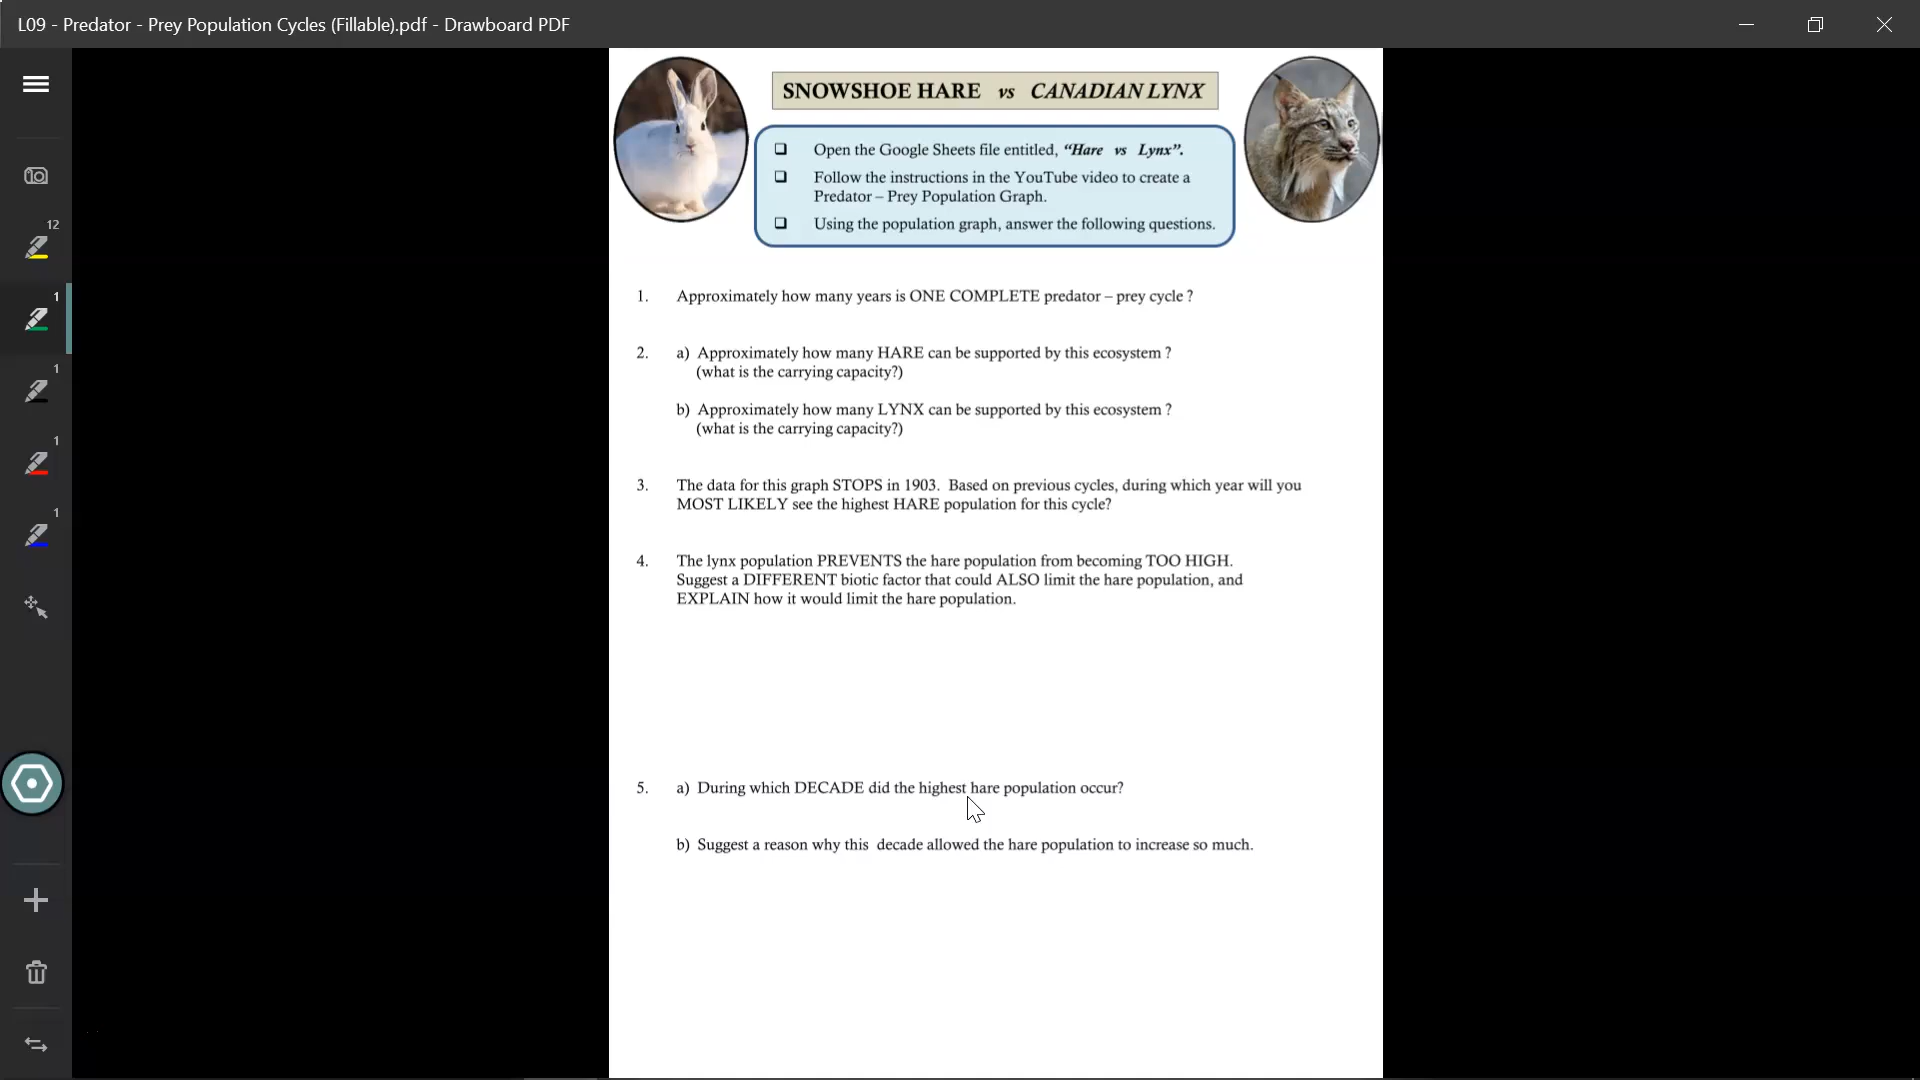 L09 - Predator - Prey Population Cycles (Fillable).pdf - Drawboard PDF
SNOWSHOE HARE vs CANADIAN LYNX
Open the Google Sheets file entitled, “Hare vs Lynx”.
Follow the instructions in the YouTube video to create a
Predator – Prey Population Graph.
Using the population graph, answer the following questions.
12
1
1
1
1
1. Approximately how many years is ONE COMPLETE predator – prey cycle ?
2. a) Approximately how many HARE can be supported by this ecosystem ?
(what is the carrying capacity?)
b) Approximately how many LYNX can be supported by this ecosystem ?
(what is the carrying capacity?)
3. The data for this graph STOPS in 1903. Based on previous cycles, during which year will you
MOST LIKELY see the highest HARE population for this cycle?
4. The lynx population PREVENTS the hare population from becoming TOO HIGH.
Suggest a DIFFERENT biotic factor that could ALSO limit the hare population, and
EXPLAIN how it would limit the hare population.
5. a) During which DECADE did the highest hare population occur?
b) Suggest a reason why this decade allowed the hare population to increase so much.